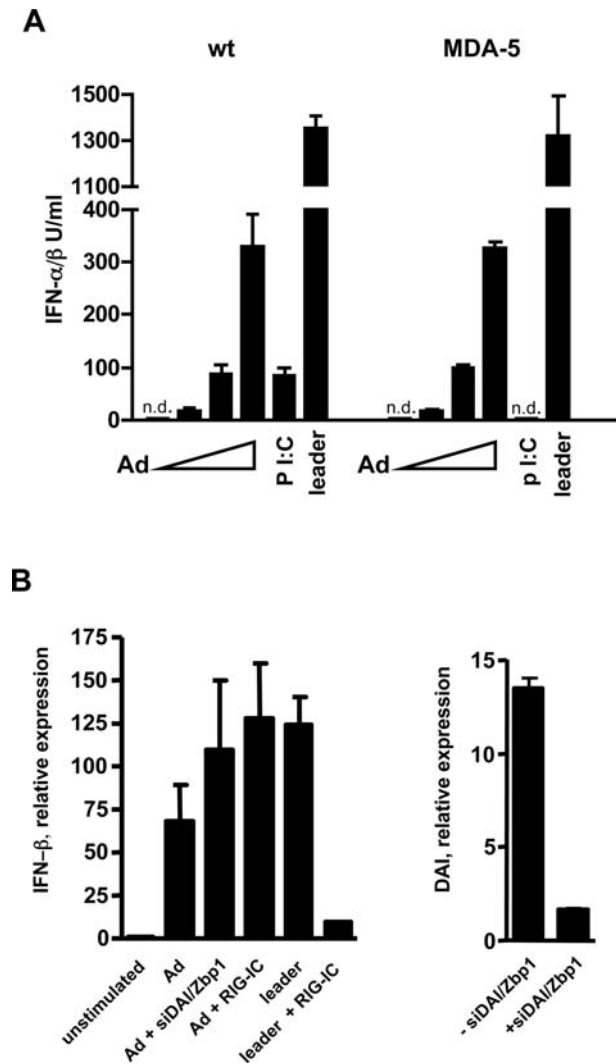 A
wt MDA-5
IFN-α/β U/ml
1500
1300
1100
400
300
200
100
0
n.d. n.d. n.d.
Ad P I:C leader Ad p I:C leader
B
IFN–β, relative expression
175
150
125
100
75
50
25
0
unstimulated
Ad
Ad + siDAI/Zbp1
Ad + RIG-IC
leader
leader + RIG-IC
DAI, relative expression
15
10
5
0
- siDAI/Zbp1
+siDAI/Zbp1